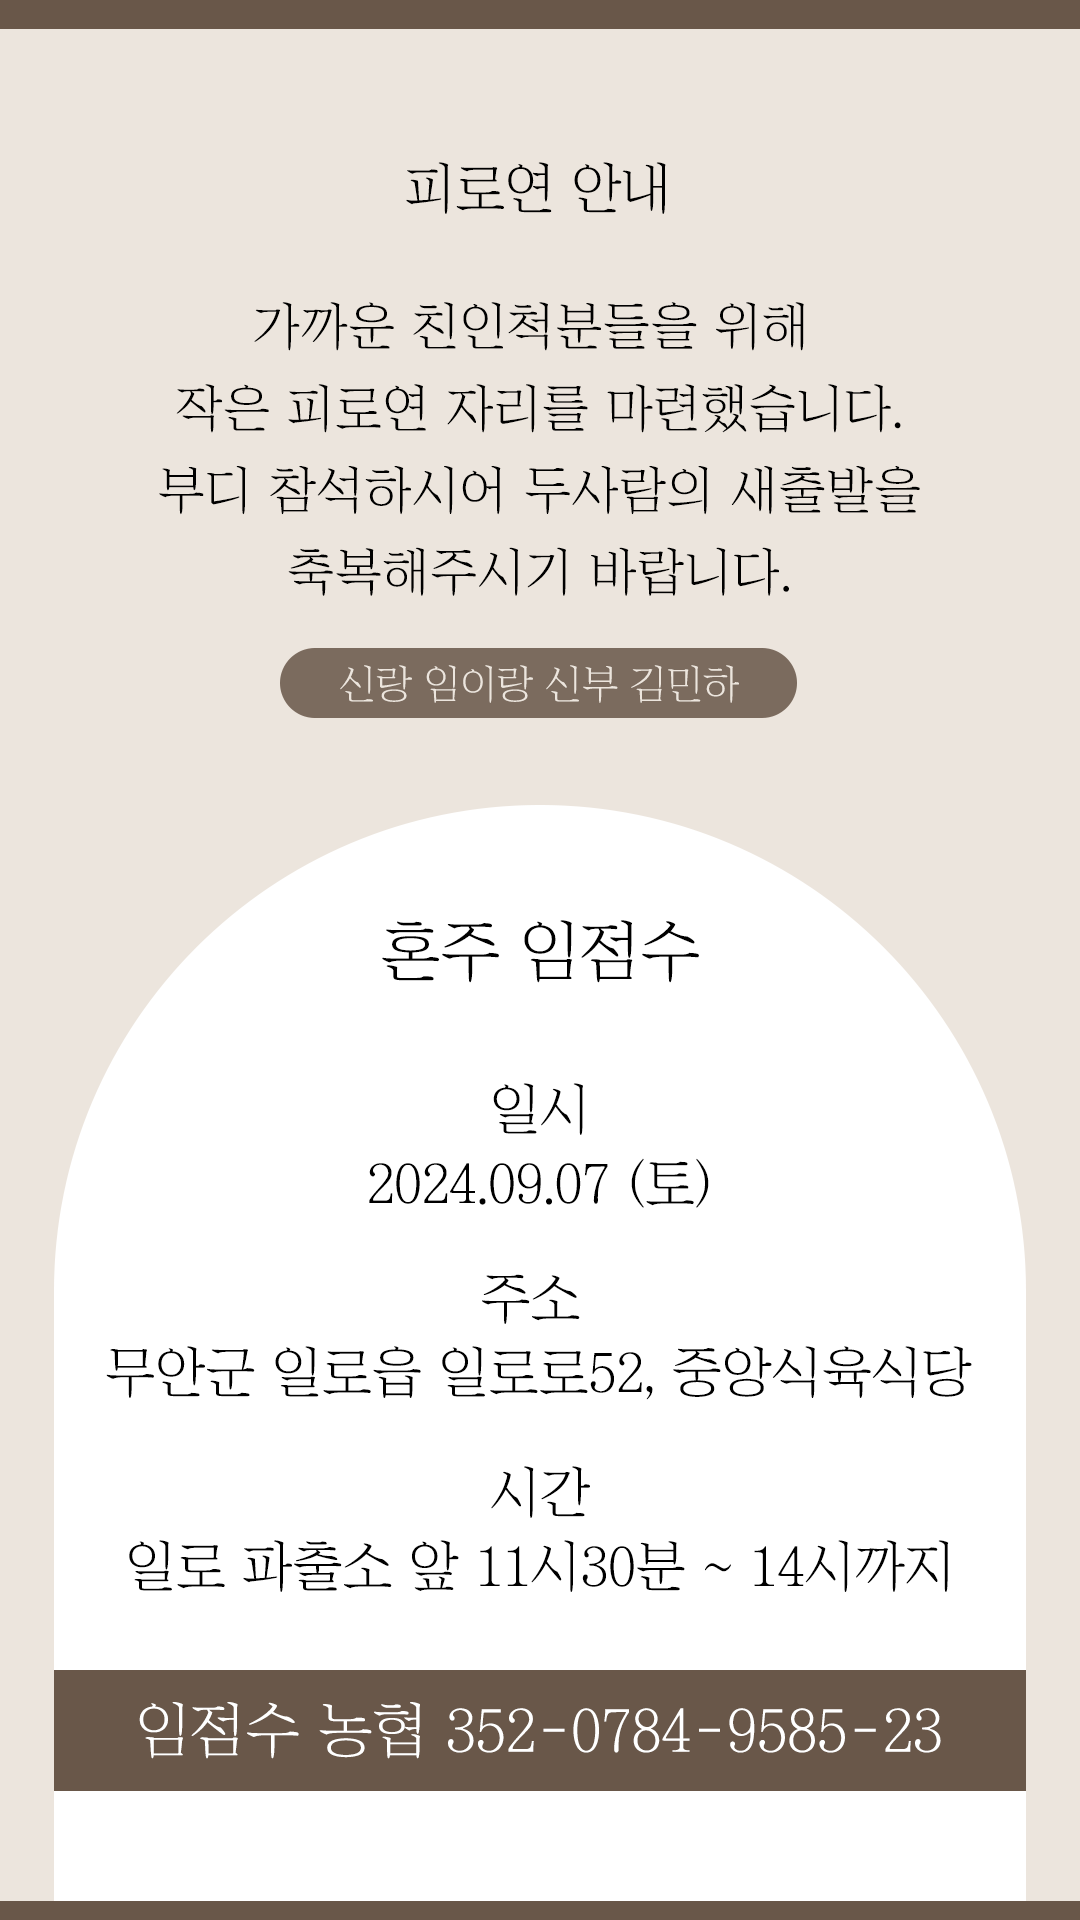 피로연 안내
가까운 친인척분들을 위해
작은 피로연 자리를 마련했습니다.
부디 참석하시어 두사람의 새출발을
축복해주시기 바랍니다.
신랑 임이랑 신부 김민하
혼주 임점수
일시
2024.09.07 (토)
주소
무안군 일로읍 일로로52, 중앙식육식당
시간
일로 파출소 앞 11시30분 ~ 14시까지
임점수 농협 352-0784-9585-23